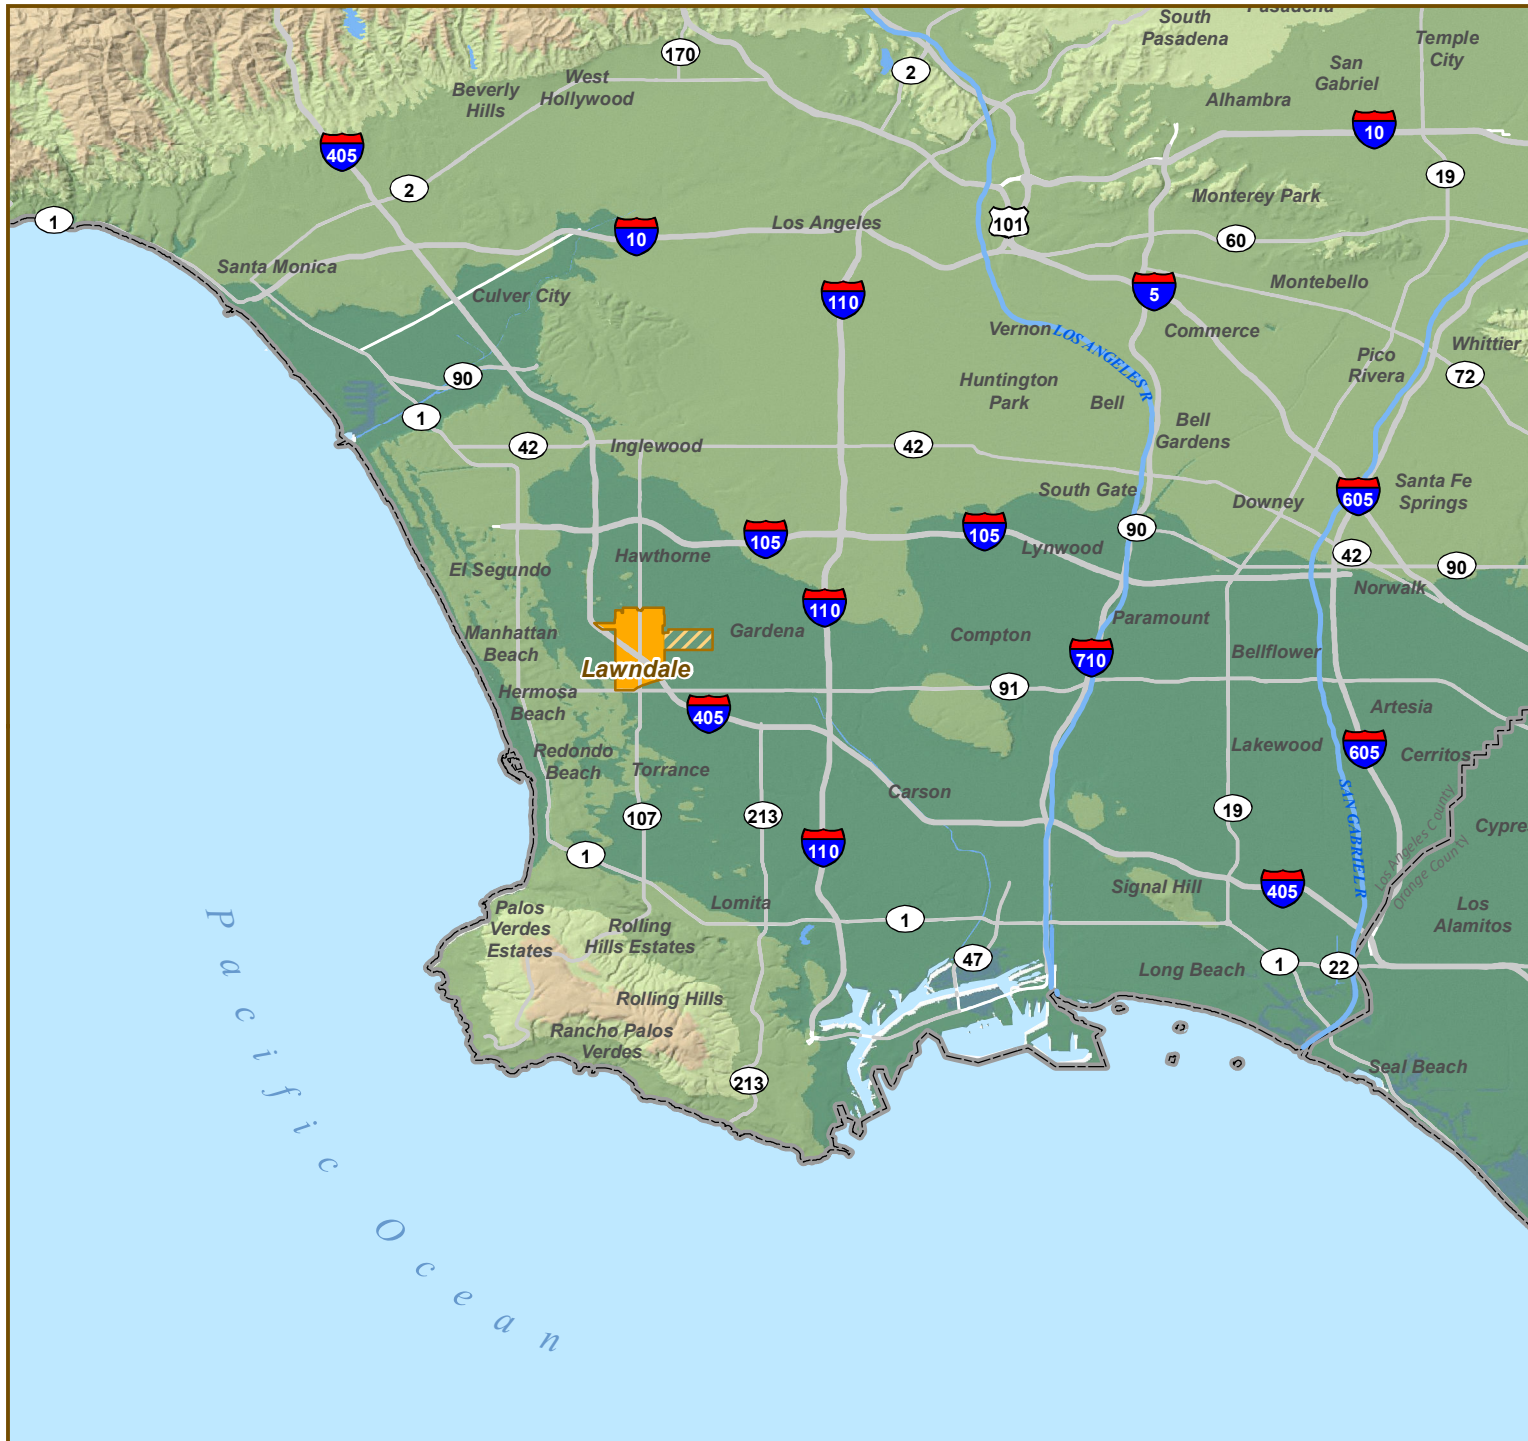 Pasadena
South
Pasadena
Temple
City
San
Gabriel
170
2
West
Hollywood
Beverly
Hills
Alhambra
10
405
2
19
Monterey Park
1
101
Los Angeles
10
60
Santa Monica
Montebello
Culver City
110
5
Vernon
LOS ANGELES R
Commerce
Whittier
Pico
Rivera
72
90
Huntington
Park
Bell
1
Bell
Gardens
42
Inglewood
42
South Gate
Downey
605
Santa Fe
Springs
105
105
90
Hawthorne
Lynwood
42
90
El Segundo
Norwalk
110
Manhattan
Beach
Gardena
Compton
Paramount
Lawndale
710
Bellflower
Hermosa
Beach
91
405
Artesia
Redondo
Beach
Torrance
Lakewood
605
Cerritos
Carson
SAN GABRIEL R
Los Angeles County
Orange County
107
213
19
Cypre
110
1
Signal Hill
405
Palos
Verdes
Estates
Lomita
Rolling
Hills Estates
1
Los
Alamitos
47
Long Beach
1
22
Rolling Hills
Rancho Palos
Verdes
213
Seal Beach
Pacific Ocean